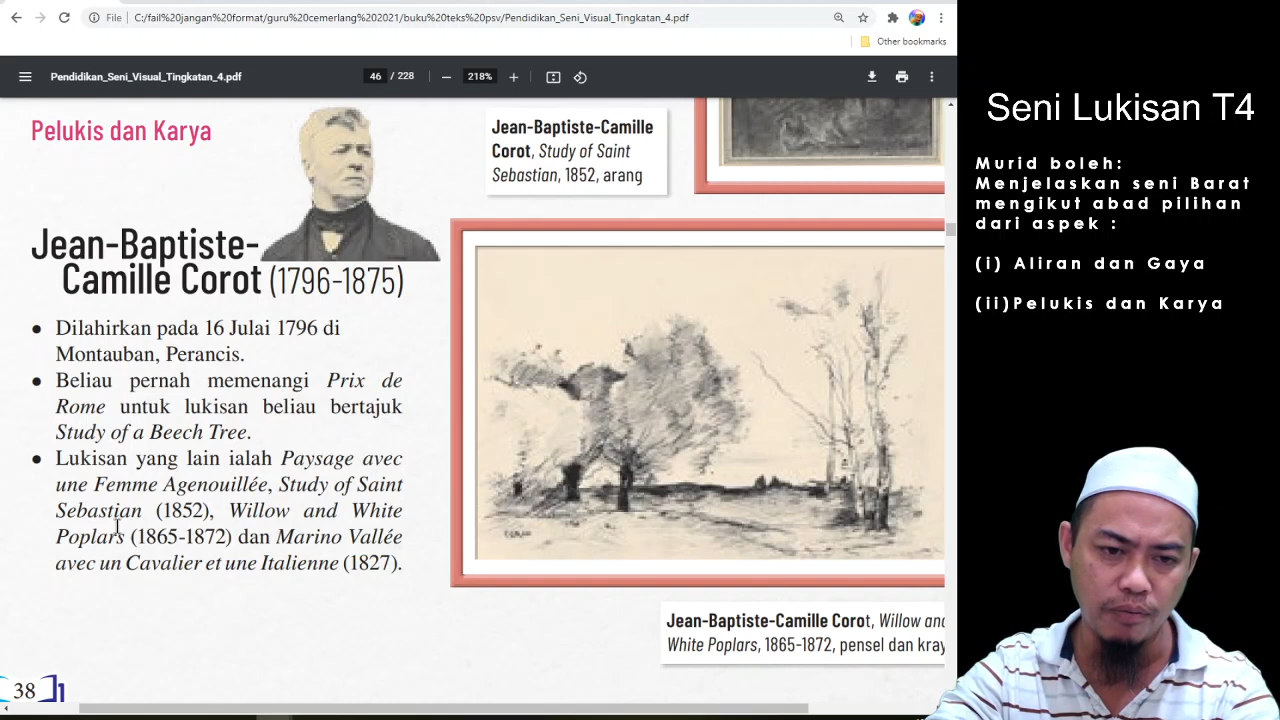 File
C:/fail%20jangan%20format/guru%20cemerlang%202021/buku%20teks%20psv/Pendidikan_Seni_Visual_Tingkatan_4.pdf
Other bookmarks
Pendidikan_Seni_Visual_Tingkatan_4.pdf
46 / 228
218%
Pelukis dan Karya
Jean-Baptiste-
Camille Corot (1796-1875)
• Dilahirkan pada 16 Julai 1796 di
Montauban, Perancis.
• Beliau pernah memenangi Prix de
Rome untuk lukisan beliau bertajuk
Study of a Beech Tree.
• Lukisan yang lain ialah Paysage avec
une Femme Agenouillée, Study of Saint
Sebastian (1852), Willow and White
Poplars (1865-1872) dan Marino Vallée
avec un Cavalier et une Italienne (1827).
38
Jean-Baptiste-Camille
Corot, Study of Saint
Sebastian, 1852, arang
Jean-Baptiste-Camille Corot, Willow and
White Poplars, 1865-1872, pensel dan kray
Seni Lukisan T4
Murid boleh:
Menjelaskan seni Barat
mengikut abad pilihan
dari aspek :
(i) Aliran dan Gaya
(ii)Pelukis dan Karya